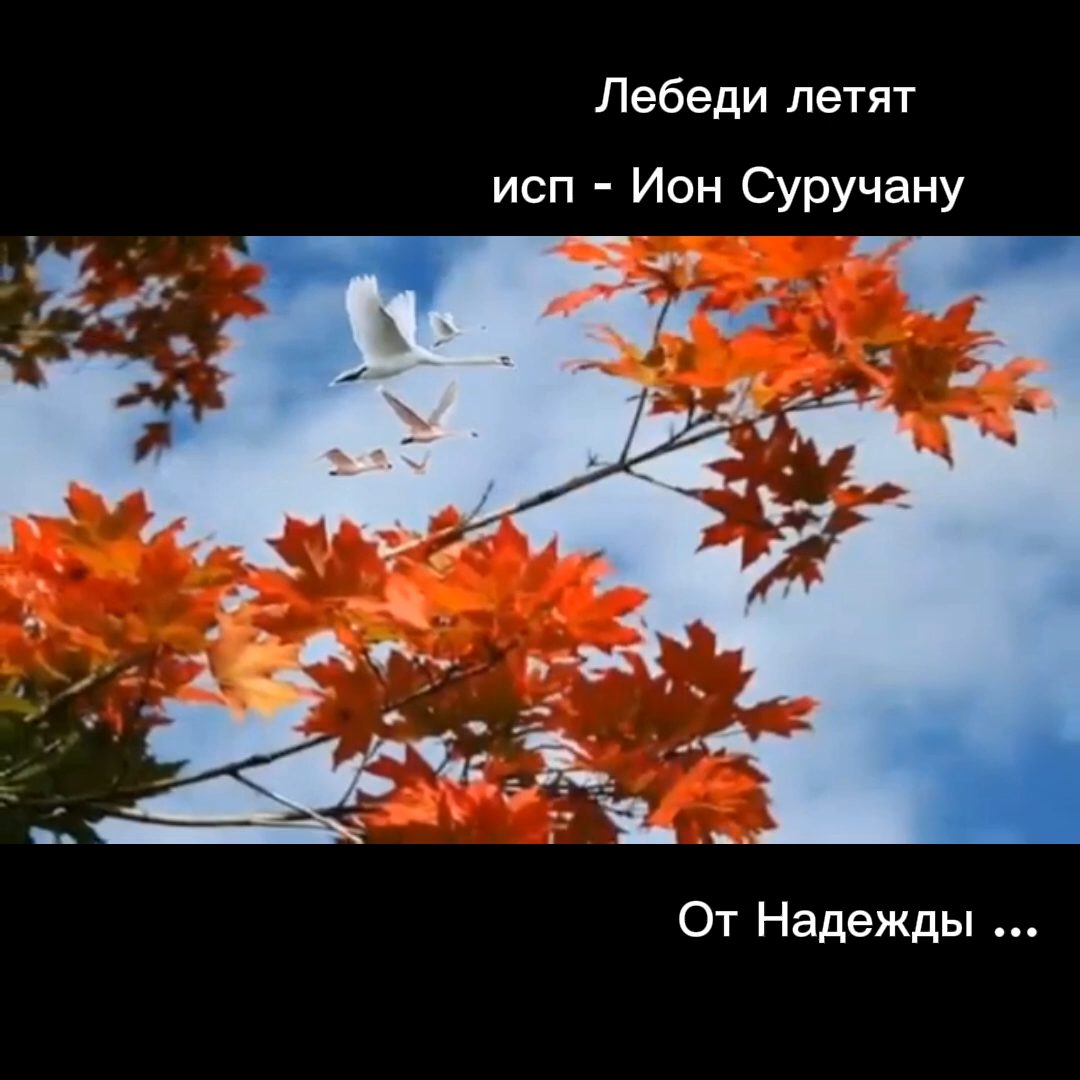 Лебеди летят
исп - Ион Суручану
От Надежды ...